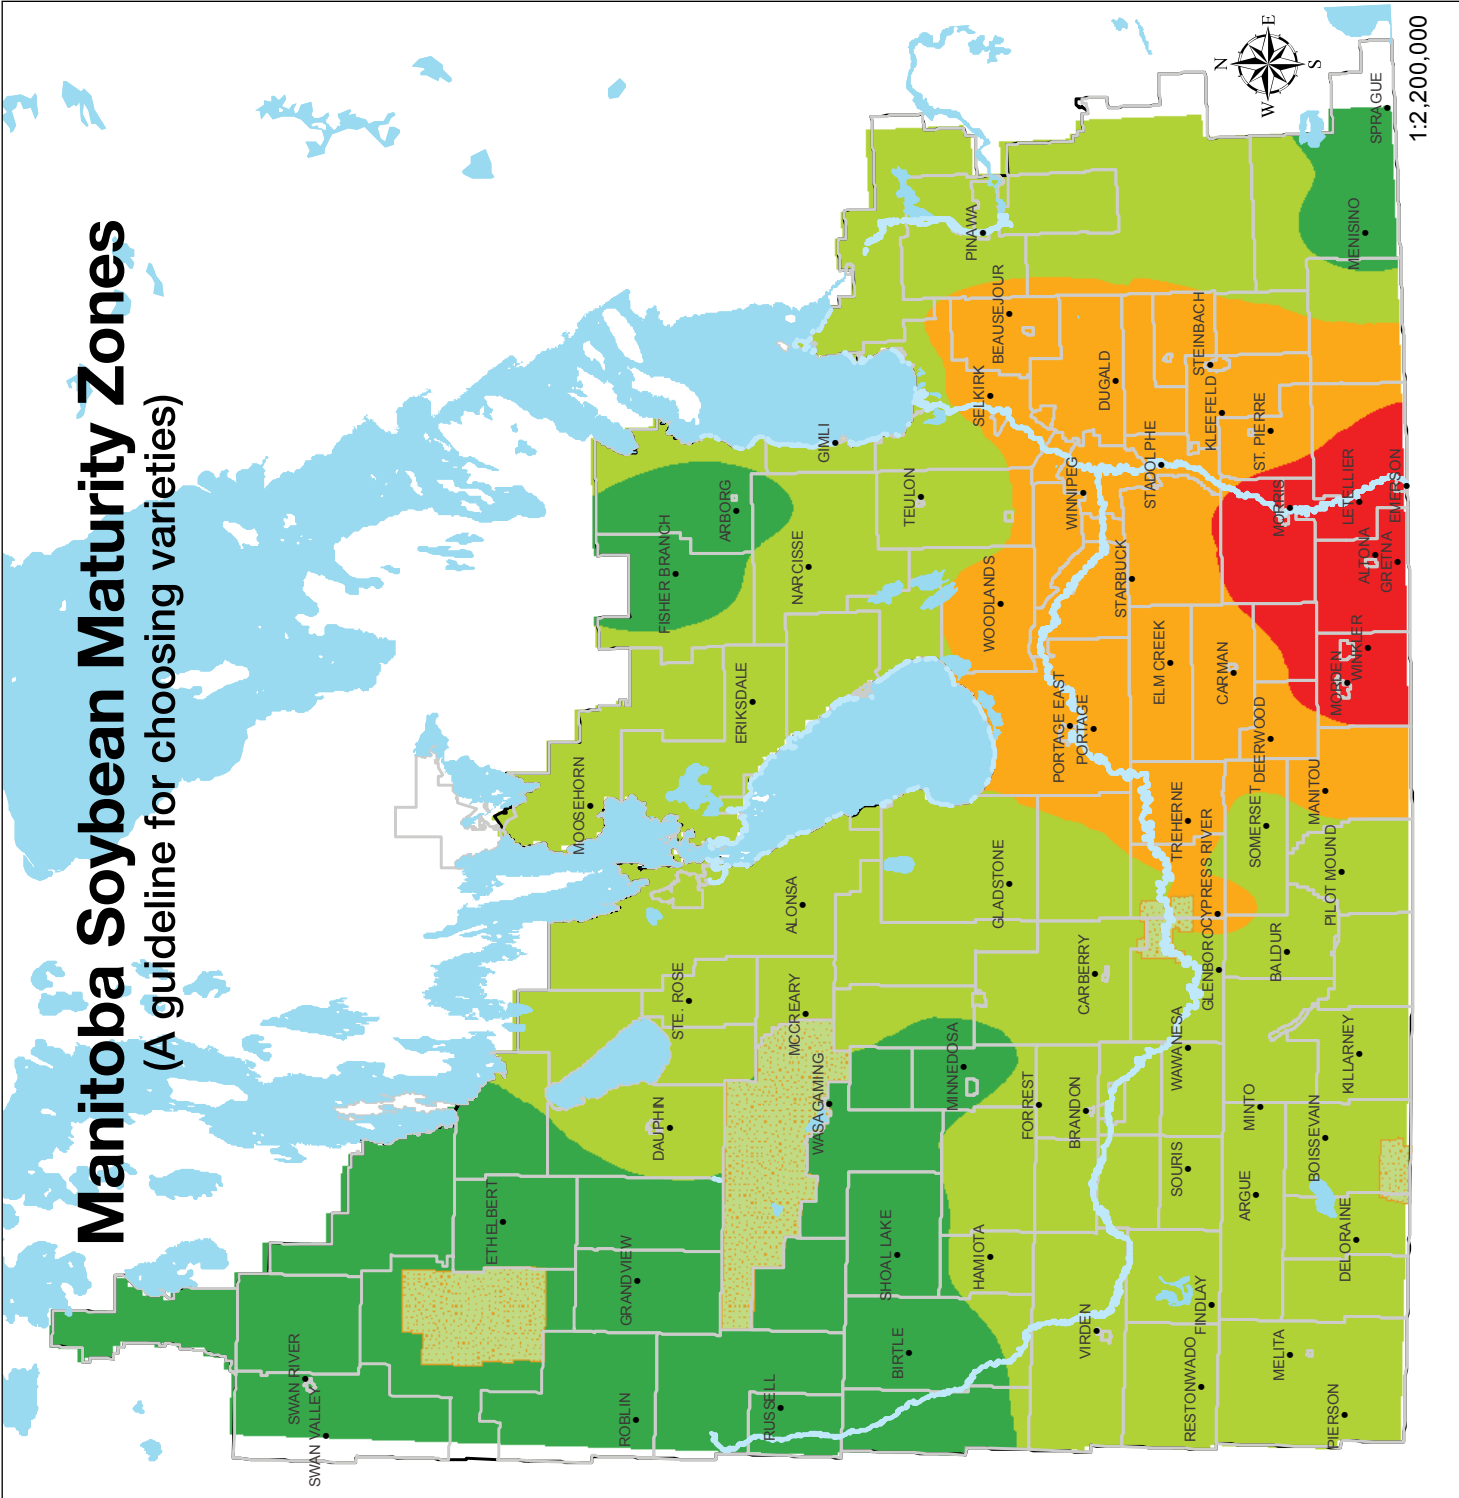 Manitoba Soybean Maturity Zones
(A guideline for choosing varieties)
SWAN VALLEY
SWAN RIVER
ETHELBERT
GRANDVIEW
ROBLIN
RUSSELL
DAUPHIN
STE. ROSE
MCCREARY
WASAGAMING
ALONSA
MOOSEHORN
ERIKSDALE
FISHER BRANCH
ARBORG
NARCISSE
GIMLI
TEULON
WOODLANDS
SELKIRK
BEAUSEJOUR
PINAWA
BIRTLE
SHOAL LAKE
HAMIOTA
MINNEDOSA
FORREST
BRANDON
GLADSTONE
CARBERRY
PORTAGE EAST
PORTAGE
WINNIPEG
DUGALD
STARBUCK
STADOLPHE
ELM CREEK
CARMAN
TREHERNE
CYPRESS RIVER
GLENBORO
WAWANESA
SOURIS
VIRDEN
FINDLAY
RESTONWADO
MELITA
PIERSON
DELORAINE
ARGUE
MINTO
BOISSEVAIN
KILLARNEY
BALDUR
PILOT MOUND
SOMERSET
DEERWOOD
MANITOU
MORDEN
WINKLER
ALTONA
GRETNA
MORRIS
LETELLIER
EMERSON
ST. PIERRE
KLEEFELD
STEINBACH
MENISINO
SPRAGUE
N
E
S
W
1:2,200,000